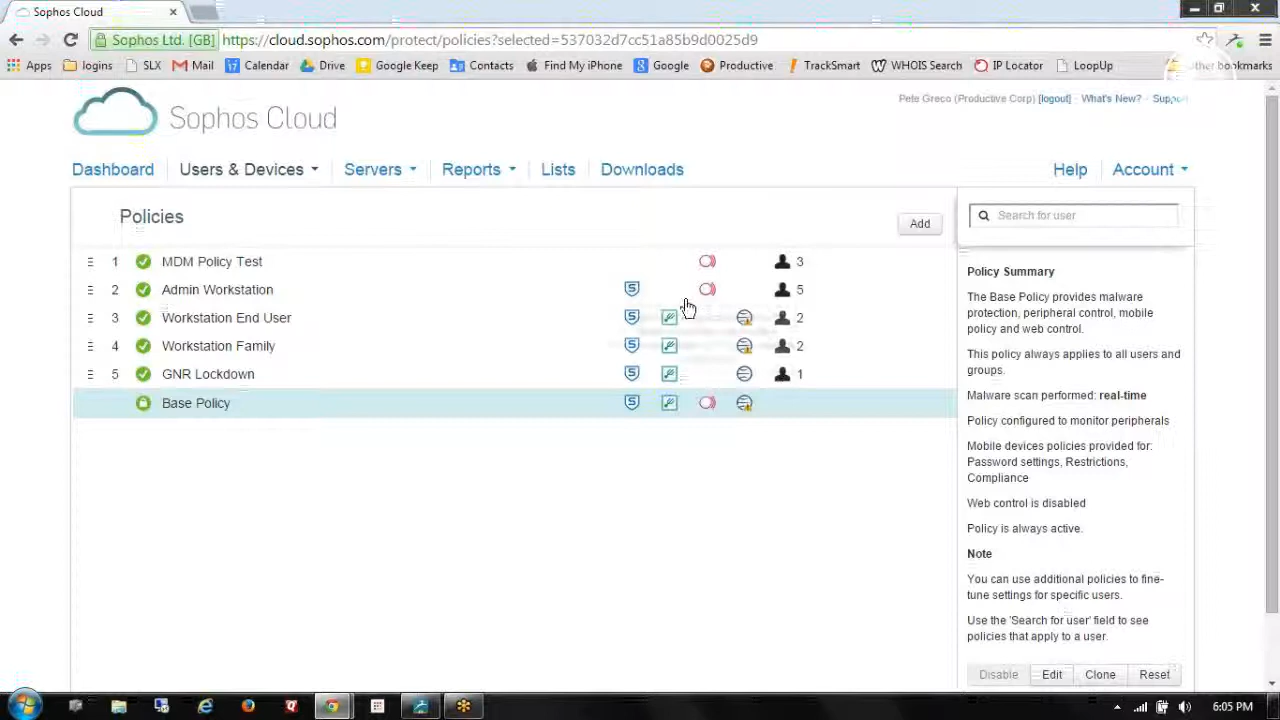 Sophos Cloud
Sophos Ltd. [GB] https://cloud.sophos.com/protect/policie 032d7cc51a85b9d0025d9
Apps logins SLX Mail Calendar Drive Google Keep Contacts Find My iPhone Google Productive TrackSmart WHOIS Search IP Locator LoopUp Other bookmarks
Pete Greco (Productive Corp) [logout] · What's New? · Support
Sophos Cloud
Dashboard Users & Devices Servers Reports Lists Downloads Help Account
Policies
Add
Search for user
1 MDM Policy Test 3
2 Admin Workstation 5
3 Workstation End User 2
4 Workstation Family 2
5 GNR Lockdown 1
Base Policy
Policy Summary
The Base Policy provides malware
protection, peripheral control, mobile
policy and web control.
This policy always applies to all users and
groups.
Malware scan performed: real-time
Policy configured to monitor peripherals
Mobile devices policies provided for:
Password settings, Restrictions,
Compliance
Web control is disabled
Policy is always active.
Note
You can use additional policies to fine-
tune settings for specific users.
Use the 'Search for user' field to see
policies that apply to a user.
Disable Edit Clone Reset
6:05 PM